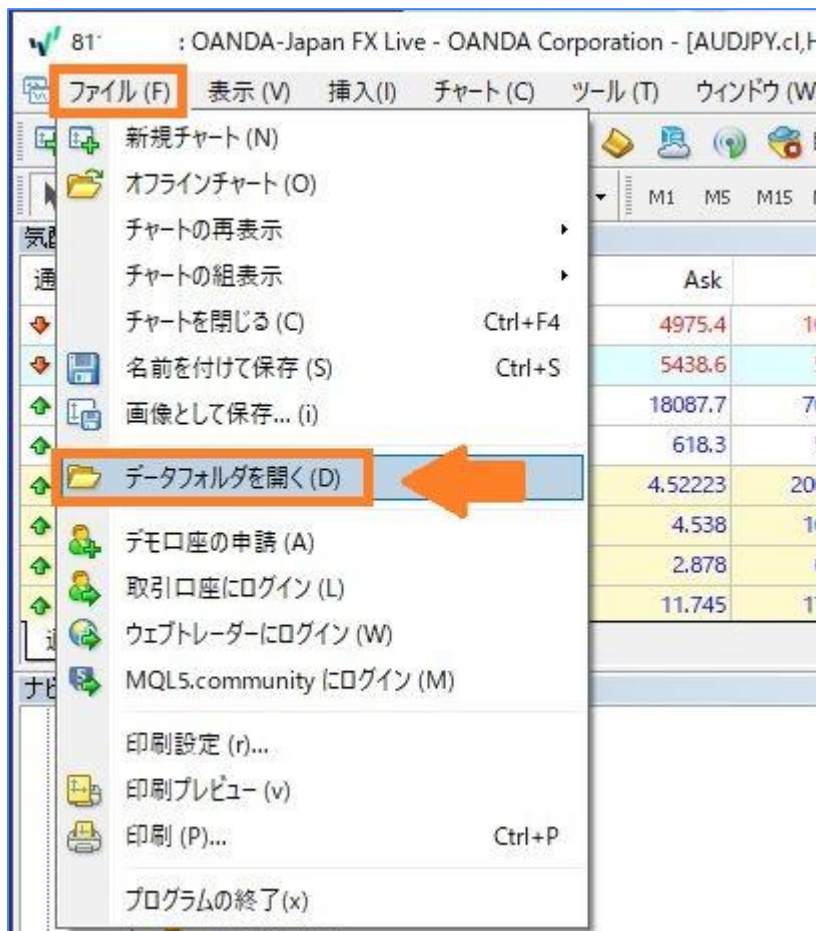 81 : OANDA-Japan FX Live - OANDA Corporation - [AUDJPY.cl,H
ファイル (F) 表示 (V) 挿入(I) チャート (C) ツール (T) ウィンドウ (W
新規チャート (N)
オフラインチャート (O)
M1 M5 M15
チャートの再表示
気配
チャートの組表示
通 Ask
チャートを閉じる (C) Ctrl+F4
4975.4
名前を付けて保存 (S) Ctrl+S
5438.6
画像として保存... (i)
18087.7
618.3
データフォルダを開く (D)
4.52223
デモ口座の申請 (A)
4.538
2.878
取引口座にログイン (L)
11.745
ウェブトレーダーにログイン (W)
MQL5.community にログイン (M)
ナビ
印刷設定 (r)...
印刷プレビュー (v)
印刷 (P)... Ctrl+P
プログラムの終了(x)